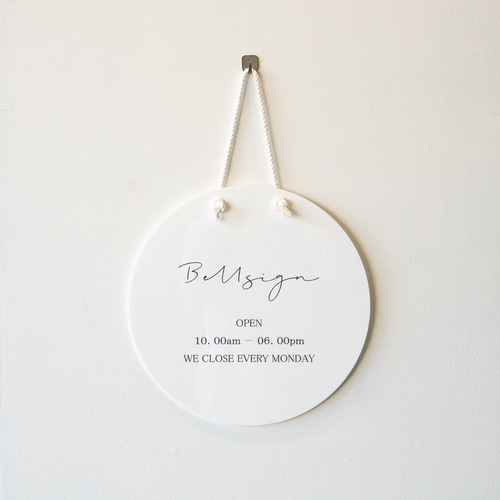 Bellsign
OPEN
10. 00am – 06. 00pm
WE CLOSE EVERY MONDAY